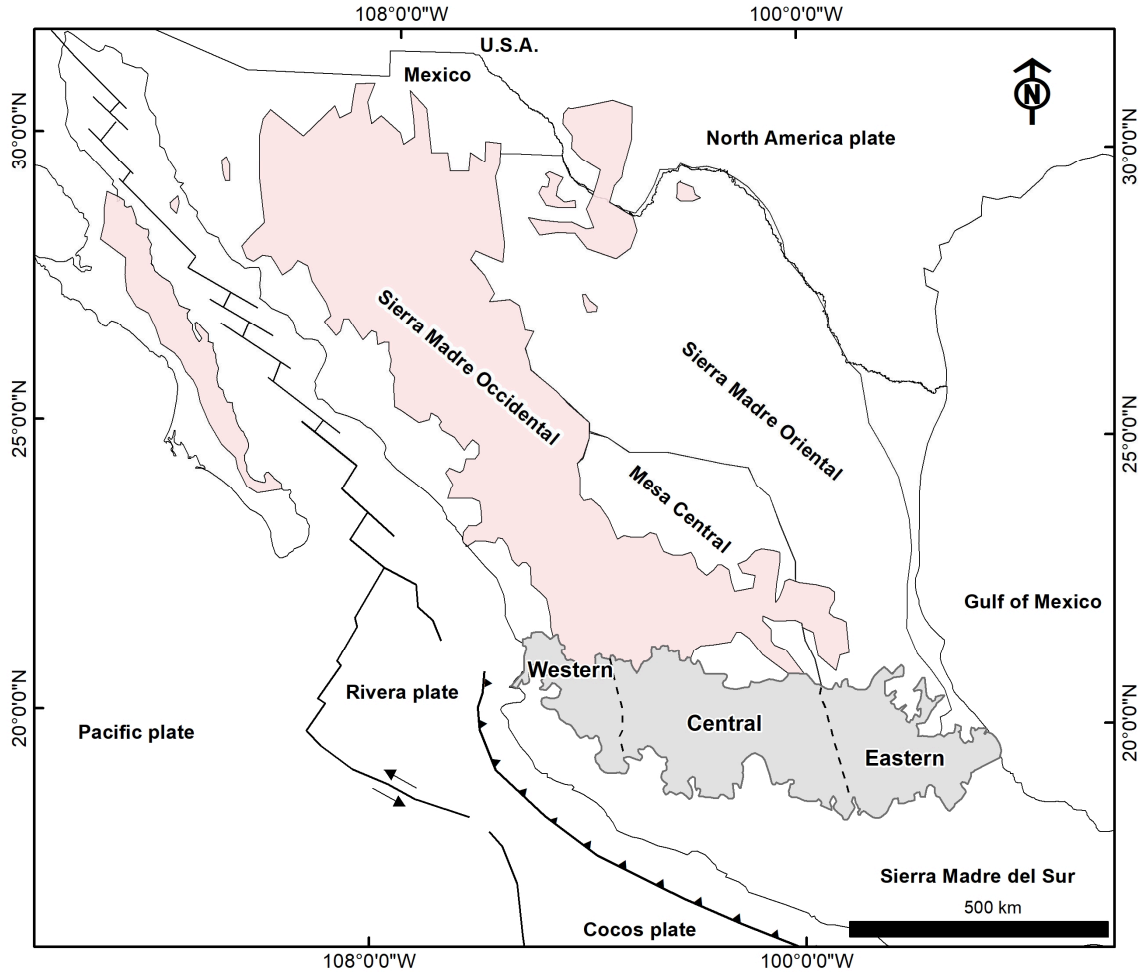 108°0'0"W
100°0'0"W
U.S.A.
Mexico
N
30°0'0"N
30°0'0"N
North America plate
Sierra Madre Occidental
Sierra Madre Oriental
25°0'0"N
25°0'0"N
Mesa Central
Gulf of Mexico
Western
Rivera plate
20°0'0"N
20°0'0"N
Pacific plate
Central
Eastern
Sierra Madre del Sur
500 km
Cocos plate
108°0'0"W
100°0'0"W